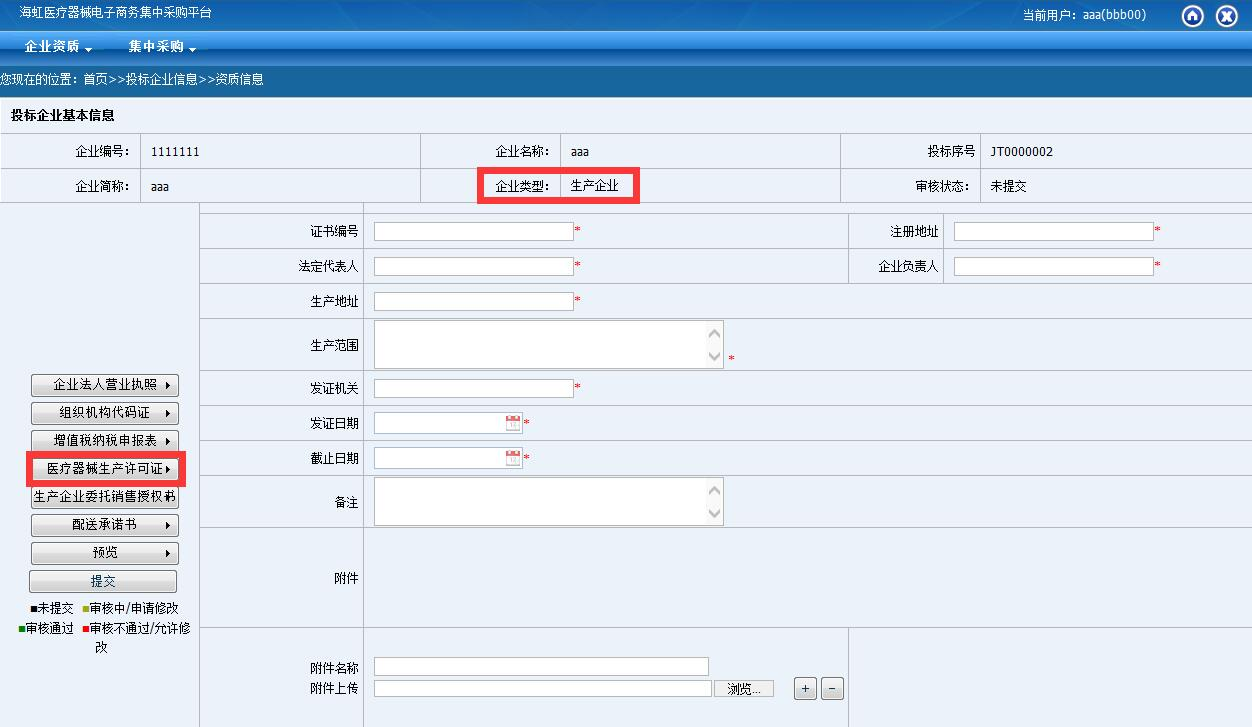 海虹医疗器械电子商务集中采购平台
当前用户：aaa(bbb00)
企业资质
集中采购
您现在的位置：首页>>投标企业信息>>资质信息
投标企业基本信息
企业编号： 1111111 企业名称： aaa 投标序号 JT0000002
企业简称： aaa 企业类型： 生产企业 审核状态： 未提交
证书编号 * 注册地址 *
法定代表人 * 企业负责人 *
生产地址 *
生产范围 *
发证机关 *
发证日期 *
截止日期 *
备注
附件
附件名称
附件上传 浏览... + -
企业法人营业执照
组织机构代码证
增值税纳税申报表
医疗器械生产许可证
生产企业委托销售授权书
配送承诺书
预览
提交
■未提交 ■审核中/申请修改
■审核通过 ■审核不通过/允许修
改